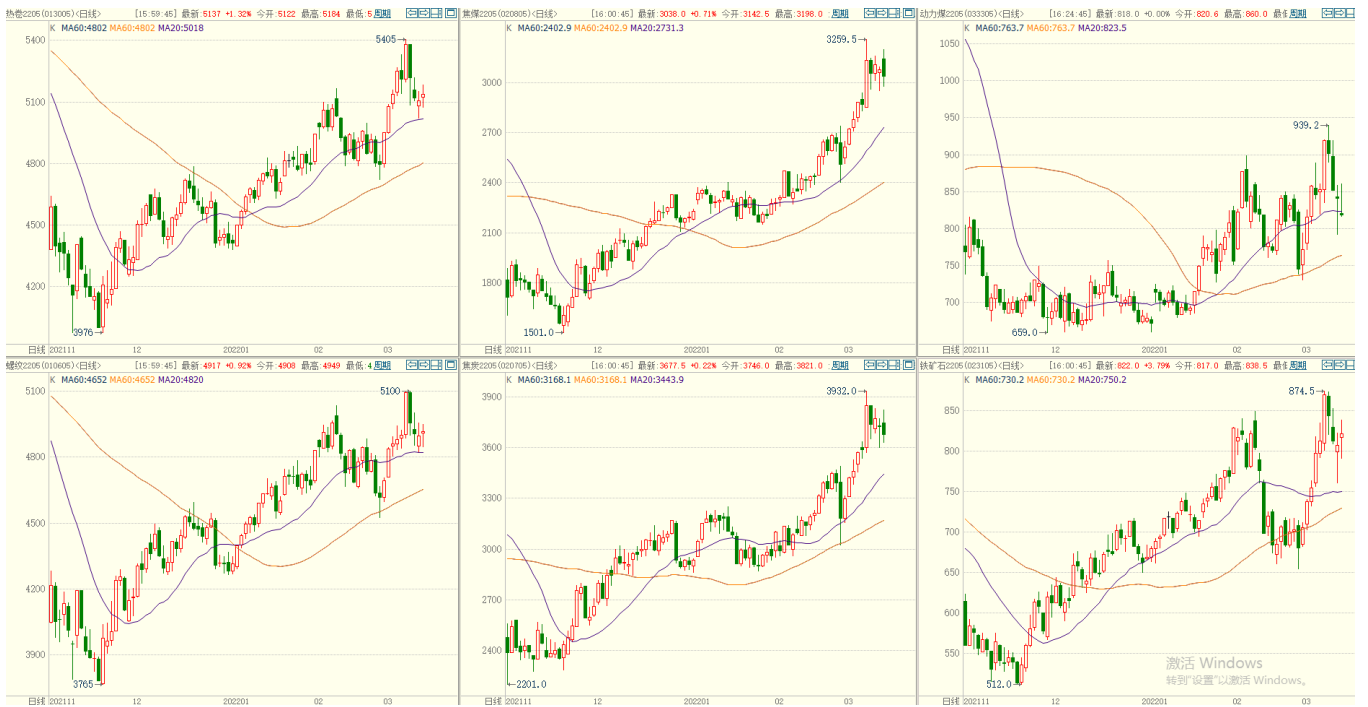 热卷2205(013005)<日线> [15:59:45] 最新: 5137 +1.32% 今开: 5122 最高: 5184 最低: 5 周期
K MA60:4802 MA60:4802 MA20:5018
5400
5100
4800
4500
4200
5405
3976
日线 202111 12 202201 02 03
焦煤2205(020805)<日线> [16:00:45] 最新: 3038.0 +0.71% 今开: 3142.5 最高: 3198.0 周期
K MA60:2402.9 MA60:2402.9 MA20:2731.3
3000
2700
2400
2100
1800
3259.5
1501.0
日线 202111 12 202201 02 03
动力煤2205(033305)<日线> [16:24:45] 最新: 818.0 +0.00% 今开: 820.6 最高: 860.0 周期
K MA60:763.7 MA60:763.7 MA20:823.5
1050
1000
950
900
850
800
750
700
939.2
659.0
日线 202111 12 202201 02 03
螺纹2205(010605)<日线> [15:59:45] 最新: 4917 +0.92% 今开: 4908 最高: 4949 最低: 4 周期
K MA60:4652 MA60:4652 MA20:4820
5100
4800
4500
4200
3900
5100
3765
日线 202111 12 202201 02 03
焦炭2205(020705)<日线> [16:00:45] 最新: 3677.5 +0.22% 今开: 3746.0 最高: 3821.0 周期
K MA60:3168.1 MA60:3168.1 MA20:3443.9
3900
3600
3300
3000
2700
2400
3932.0
2201.0
日线 202111 12 202201 02 03
铁矿石2205(023105)<日线> [16:00:45] 最新: 822.0 +3.79% 今开: 817.0 最高: 838.5 周期
K MA60:730.2 MA60:730.2 MA20:750.2
850
800
750
700
650
600
550
874.5
512.0
日线 202111 12 202201 02 03
激活 Windows
转到"设置"以激活 Windows。